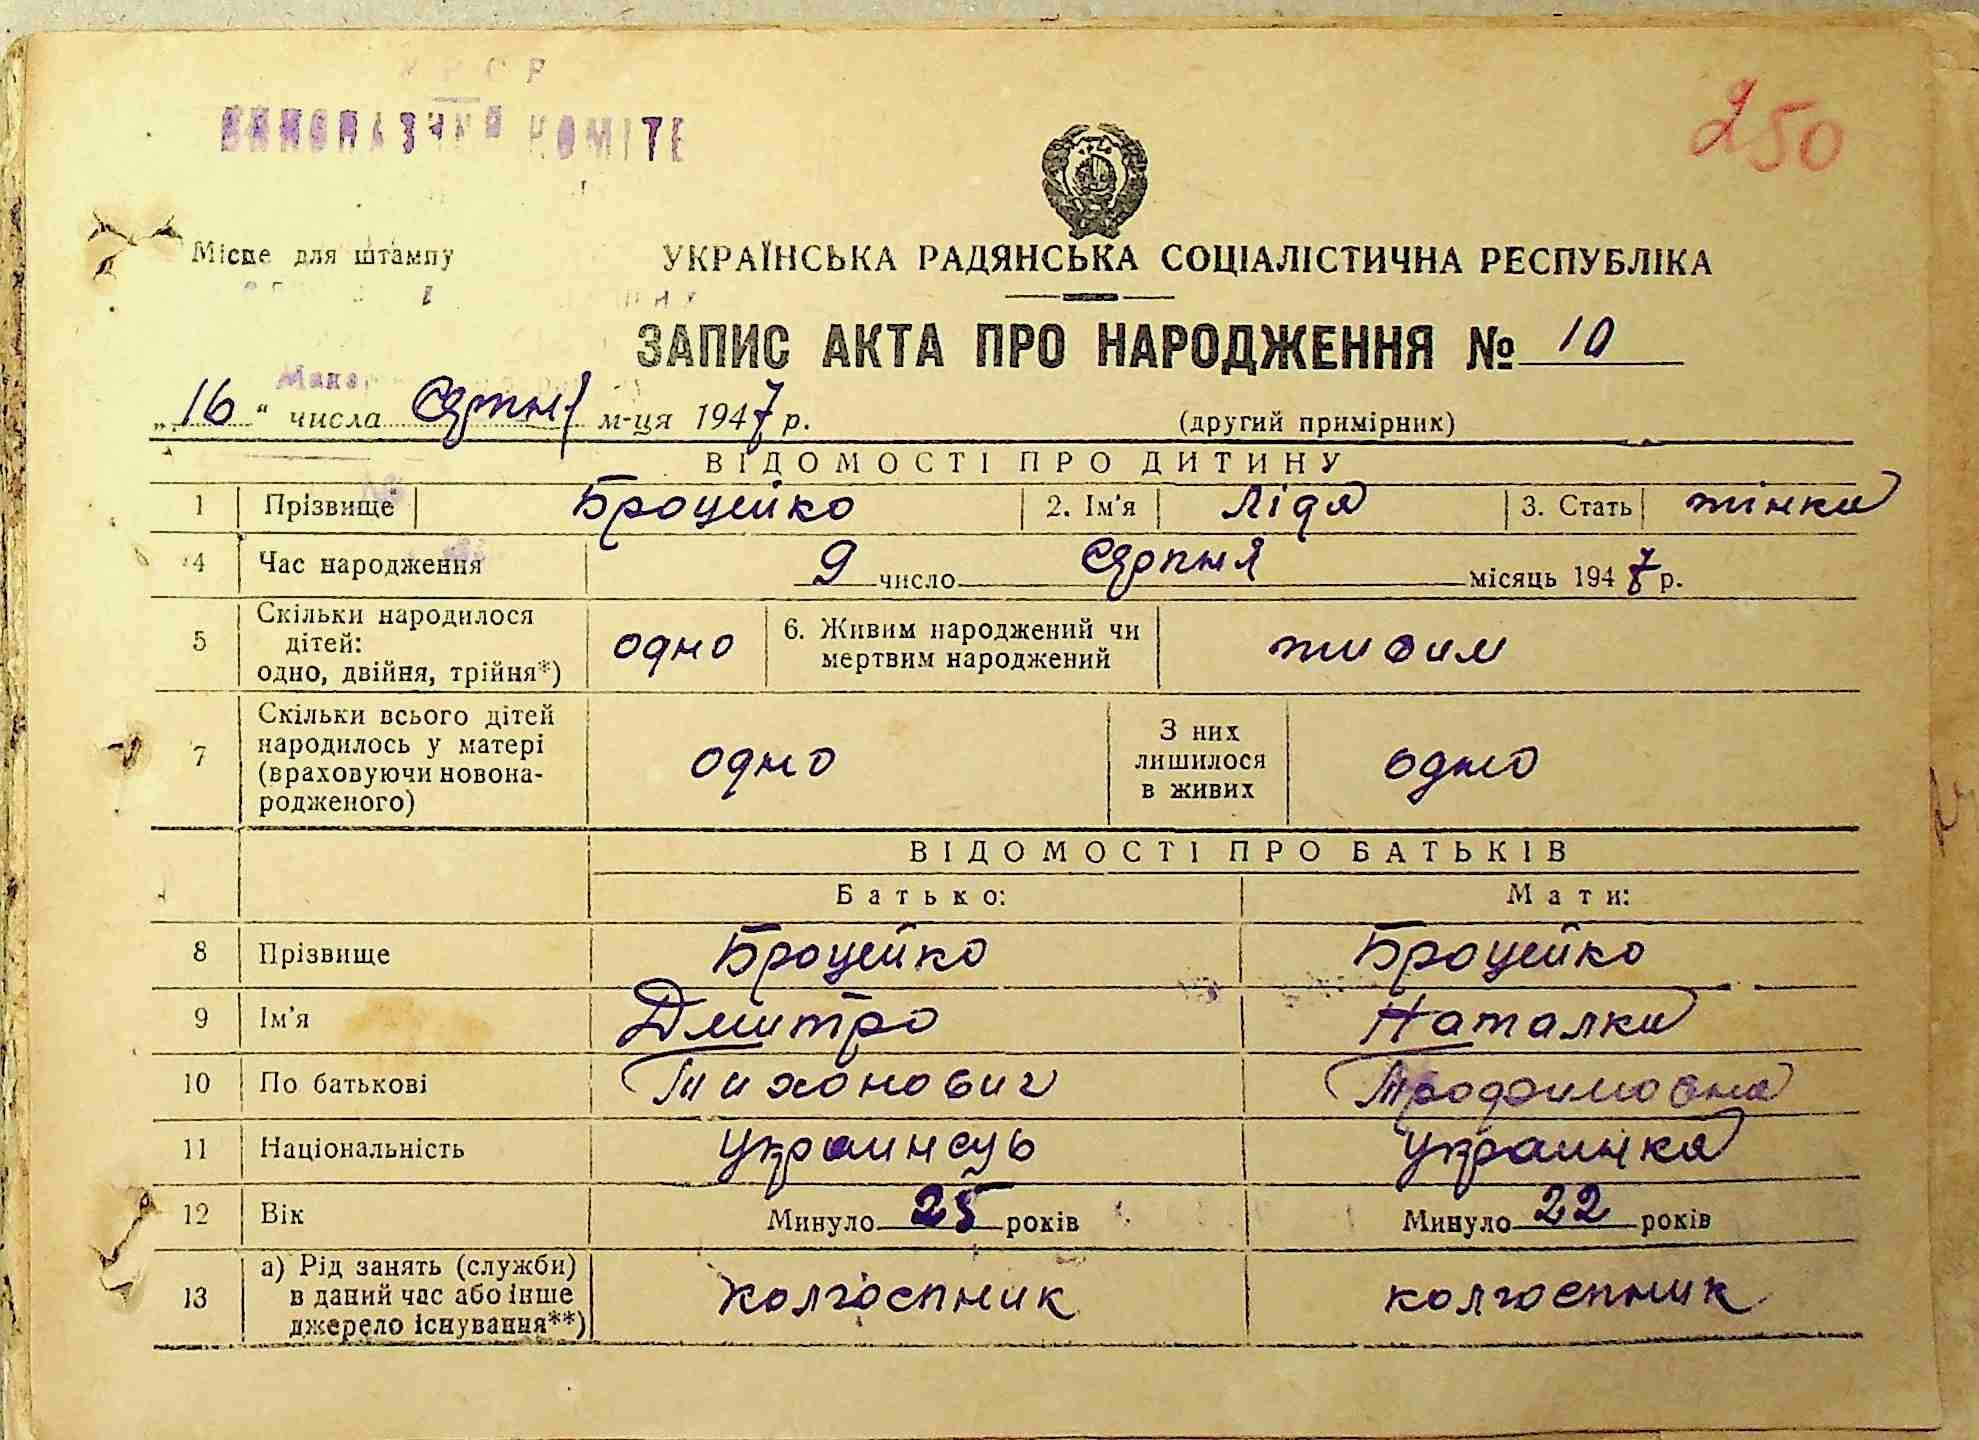 250
Місце для штампу
УКРАЇНСЬКА РАДЯНСЬКА СОЦІАЛІСТИЧНА РЕСПУБЛІКА
ЗАПИС АКТА ПРО НАРОДЖЕННЯ № 10
„16“ числа Серпня м-ця 1947 р.
(другий примірник)
ВІДОМОСТІ ПРО ДИТИНУ
1 Прізвище Броцейко 2. Ім'я Лідя 3. Стать жінка
4 Час народження 9 число Серпня місяць 1947 р.
5 Скільки народилося дітей: одно, двійня, трійня*) одно 6. Живим народжений чи мертвим народжений живим
7 Скільки всього дітей народилось у матері (враховуючи новонародженого) одно З них лишилося в живих одно
ВІДОМОСТІ ПРО БАТЬКІВ
Батько: Мати:
8 Прізвище Броцейко Броцейко
9 Ім'я Дмитро Наталка
10 По батькові Тихонович Трофимовна
11 Національність украинець украинка
12 Вік Минуло 25 років Минуло 22 років
13 а) Рід занять (служби) в даний час або інше джерело існування**) колгоспник колгоспник